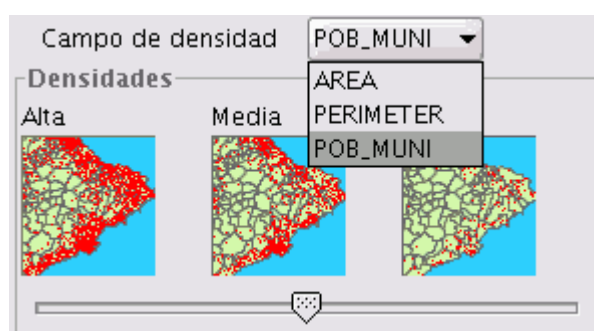 Campo de densidad POB_MUNI
Densidades
AREA
Alta Media PERIMETER
POB_MUNI